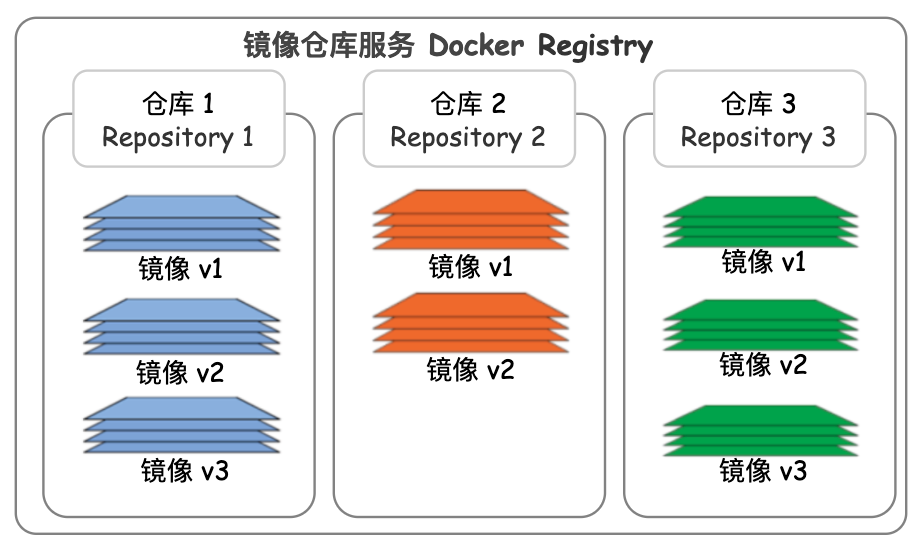 镜像仓库服务 Docker Registry
仓库 1
Repository 1
镜像 v1
镜像 v2
镜像 v3
仓库 2
Repository 2
镜像 v1
镜像 v2
仓库 3
Repository 3
镜像 v1
镜像 v2
镜像 v3